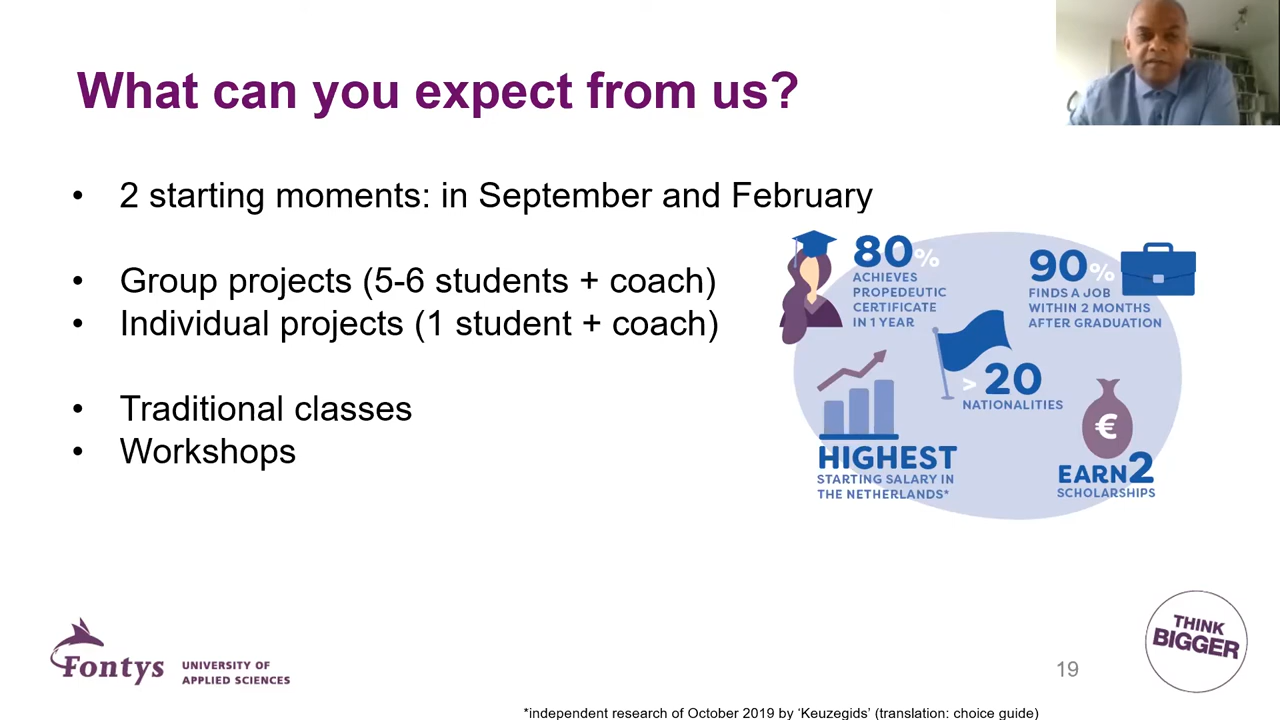 What can you expect from us?
• 2 starting moments: in September and February
• Group projects (5-6 students + coach)
• Individual projects (1 student + coach)
• Traditional classes
• Workshops
80%
ACHIEVES
PROPEDEUTIC
CERTIFICATE
IN 1 YEAR
90%
FINDS A JOB
WITHIN 2 MONTHS
AFTER GRADUATION
> 20
NATIONALITIES
€
HIGHEST
STARTING SALARY IN
THE NETHERLANDS*
EARN2
SCHOLARSHIPS
Fontys
UNIVERSITY OF
APPLIED SCIENCES
THINK
BIGGER
19
*independent research of October 2019 by ‘Keuzegids’ (translation: choice guide)